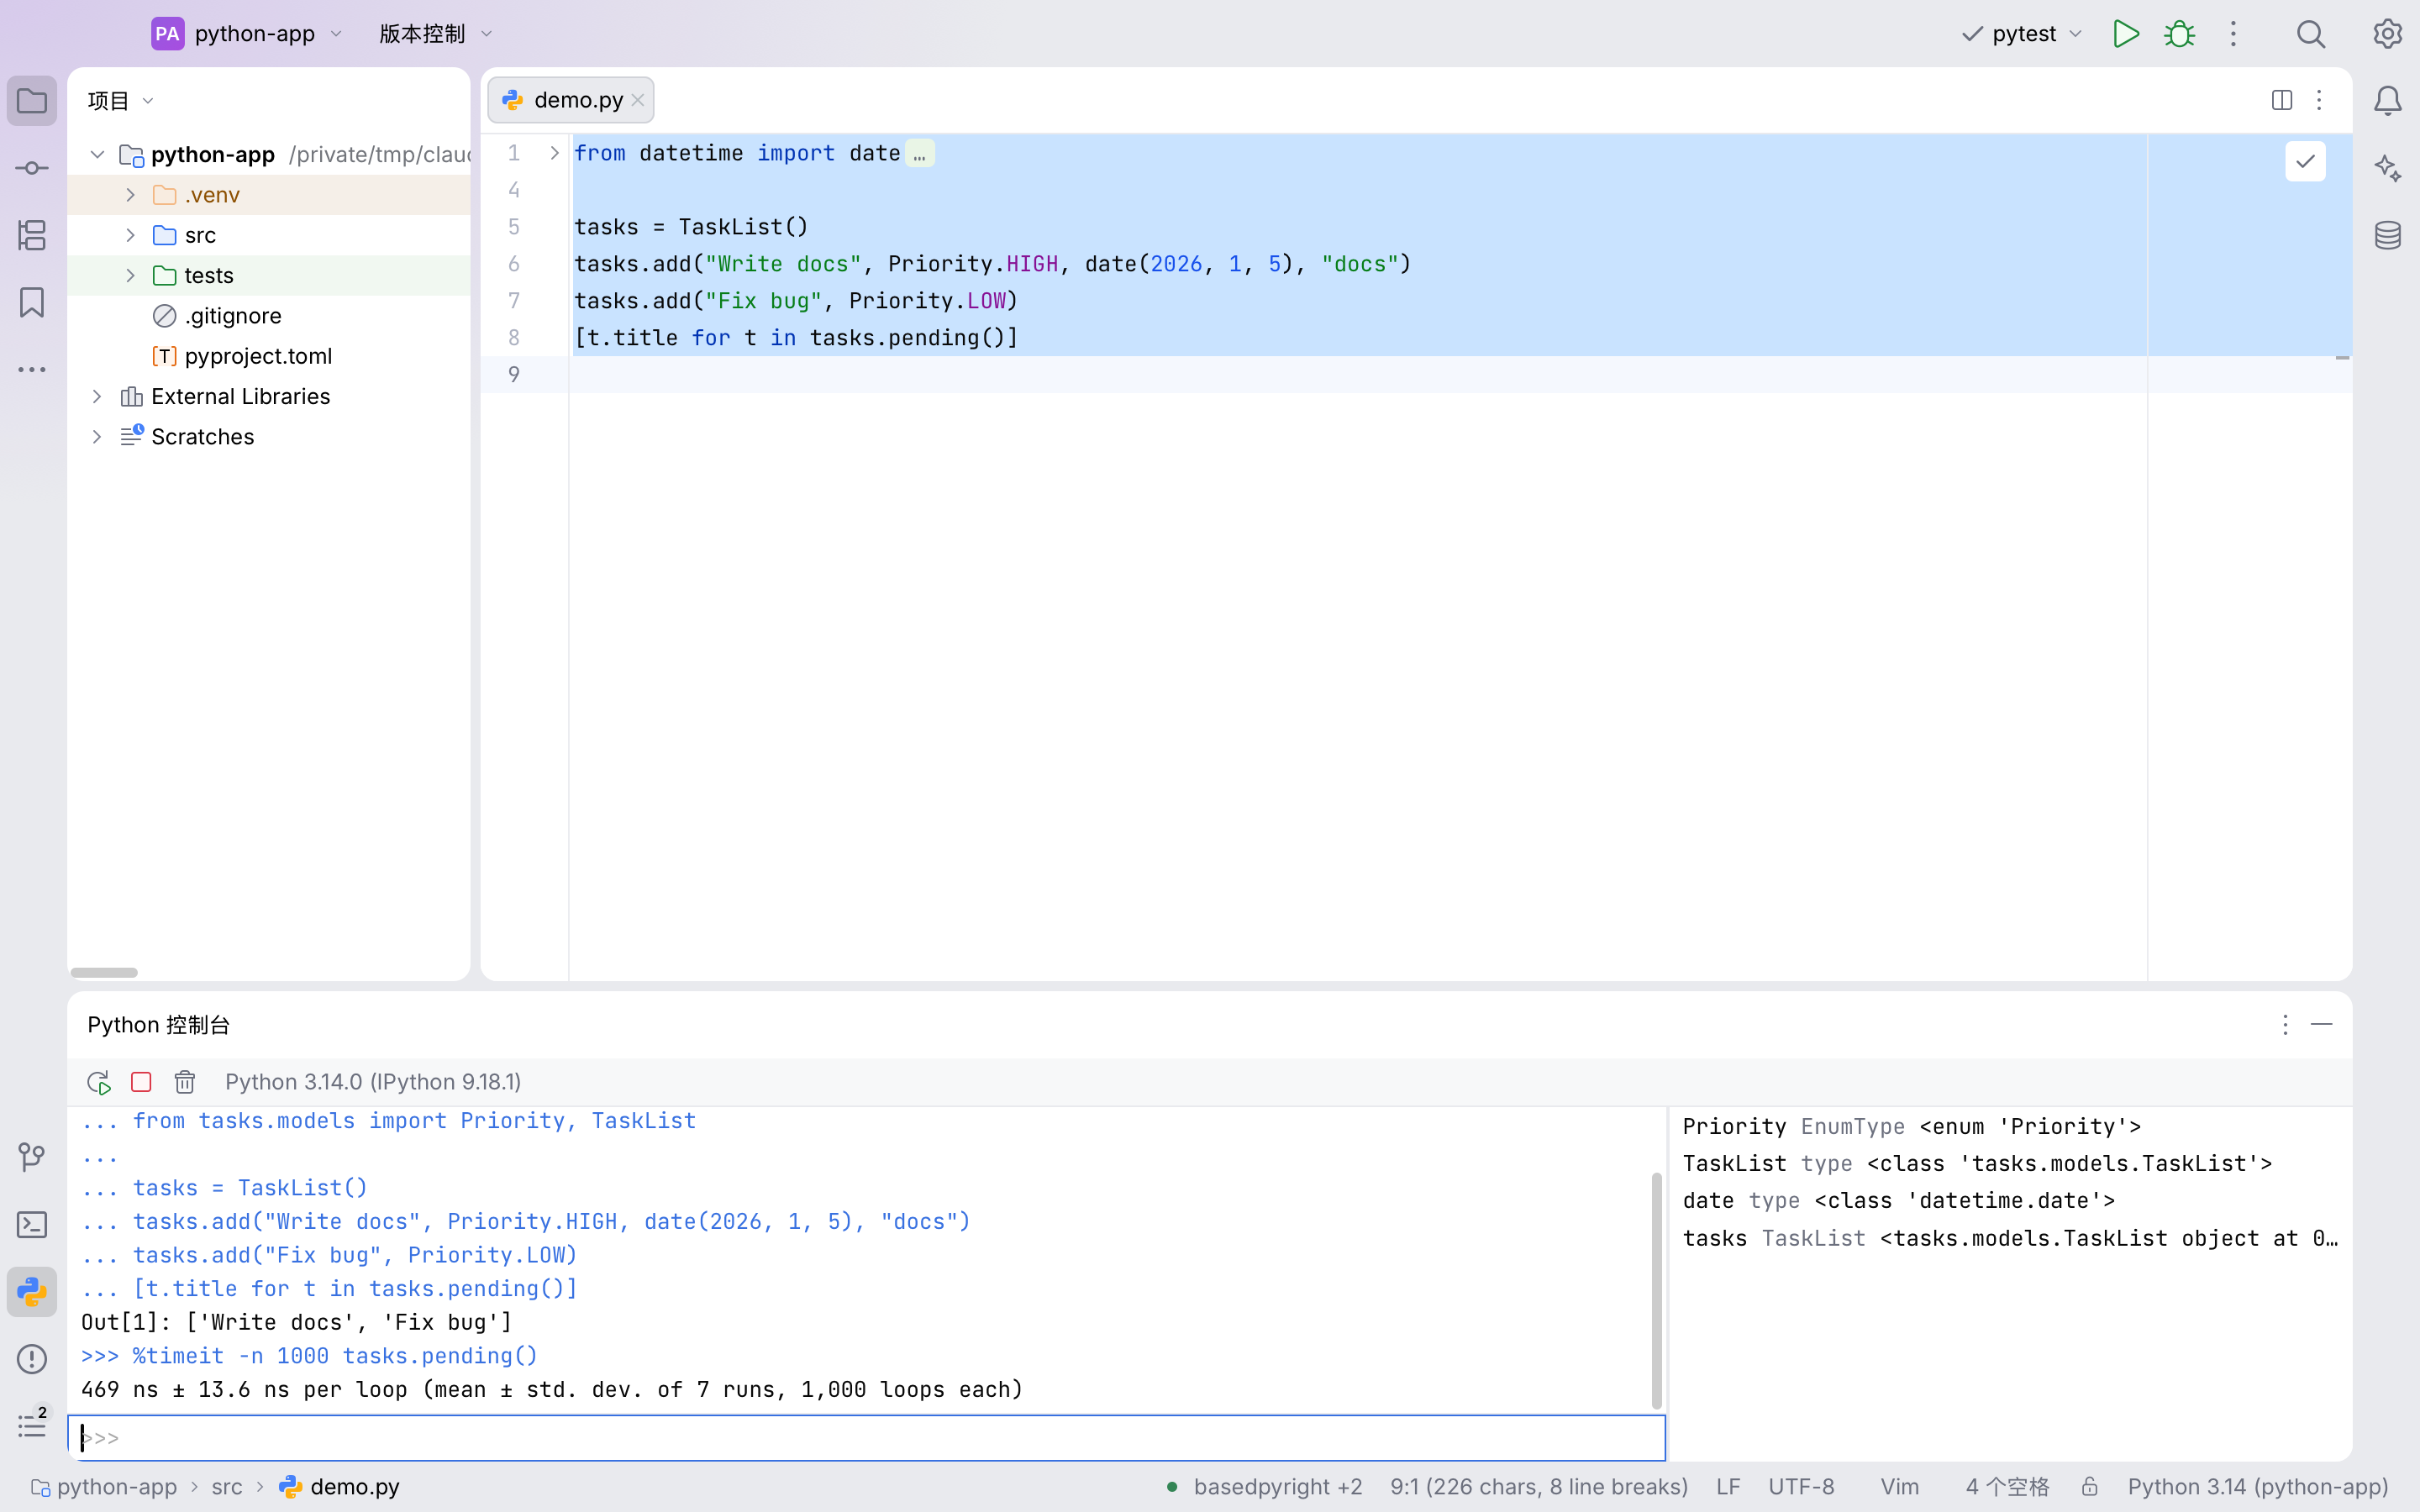 PA python-app 版本控制 pytest
项目
python-app /private/tmp/clau
.venv
src
tests
.gitignore
[T] pyproject.toml
External Libraries
Scratches
demo.py
1 from datetime import date ...
4
5 tasks = TaskList()
6 tasks.add("Write docs", Priority.HIGH, date(2026, 1, 5), "docs")
7 tasks.add("Fix bug", Priority.LOW)
8 [t.title for t in tasks.pending()]
9
Python 控制台
Python 3.14.0 (IPython 9.18.1)
... from tasks.models import Priority, TaskList
...
... tasks = TaskList()
... tasks.add("Write docs", Priority.HIGH, date(2026, 1, 5), "docs")
... tasks.add("Fix bug", Priority.LOW)
... [t.title for t in tasks.pending()]
Out[1]: ['Write docs', 'Fix bug']
>>> %timeit -n 1000 tasks.pending()
469 ns ± 13.6 ns per loop (mean ± std. dev. of 7 runs, 1,000 loops each)
>>>
Priority EnumType <enum 'Priority'>
TaskList type <class 'tasks.models.TaskList'>
date type <class 'datetime.date'>
tasks TaskList <tasks.models.TaskList object at 0…
2
python-app › src › demo.py
basedpyright +2 9:1 (226 chars, 8 line breaks) LF UTF-8 Vim 4 个空格 Python 3.14 (python-app)